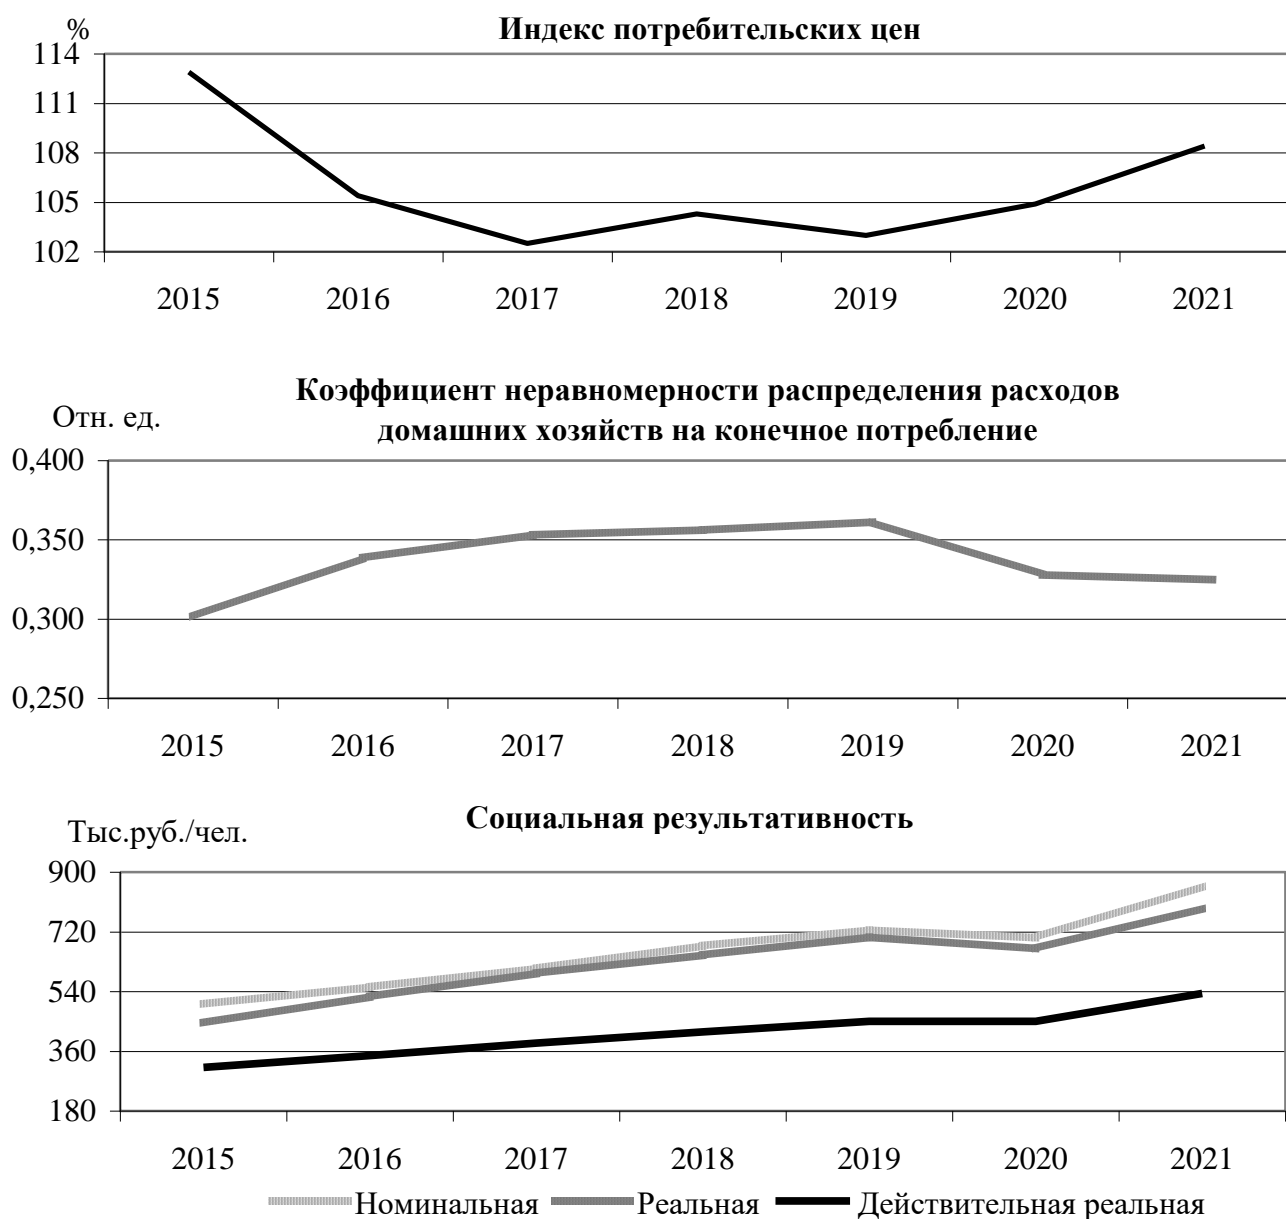 Индекс потребительских цен
%
114
111
108
105
102
2015 2016 2017 2018 2019 2020 2021
Коэффициент неравномерности распределения расходов
домашних хозяйств на конечное потребление
Отн. ед.
0,400
0,350
0,300
0,250
2015 2016 2017 2018 2019 2020 2021
Социальная результативность
Тыс.руб./чел.
900
720
540
360
180
2015 2016 2017 2018 2019 2020 2021
Номинальная Реальная Действительная реальная